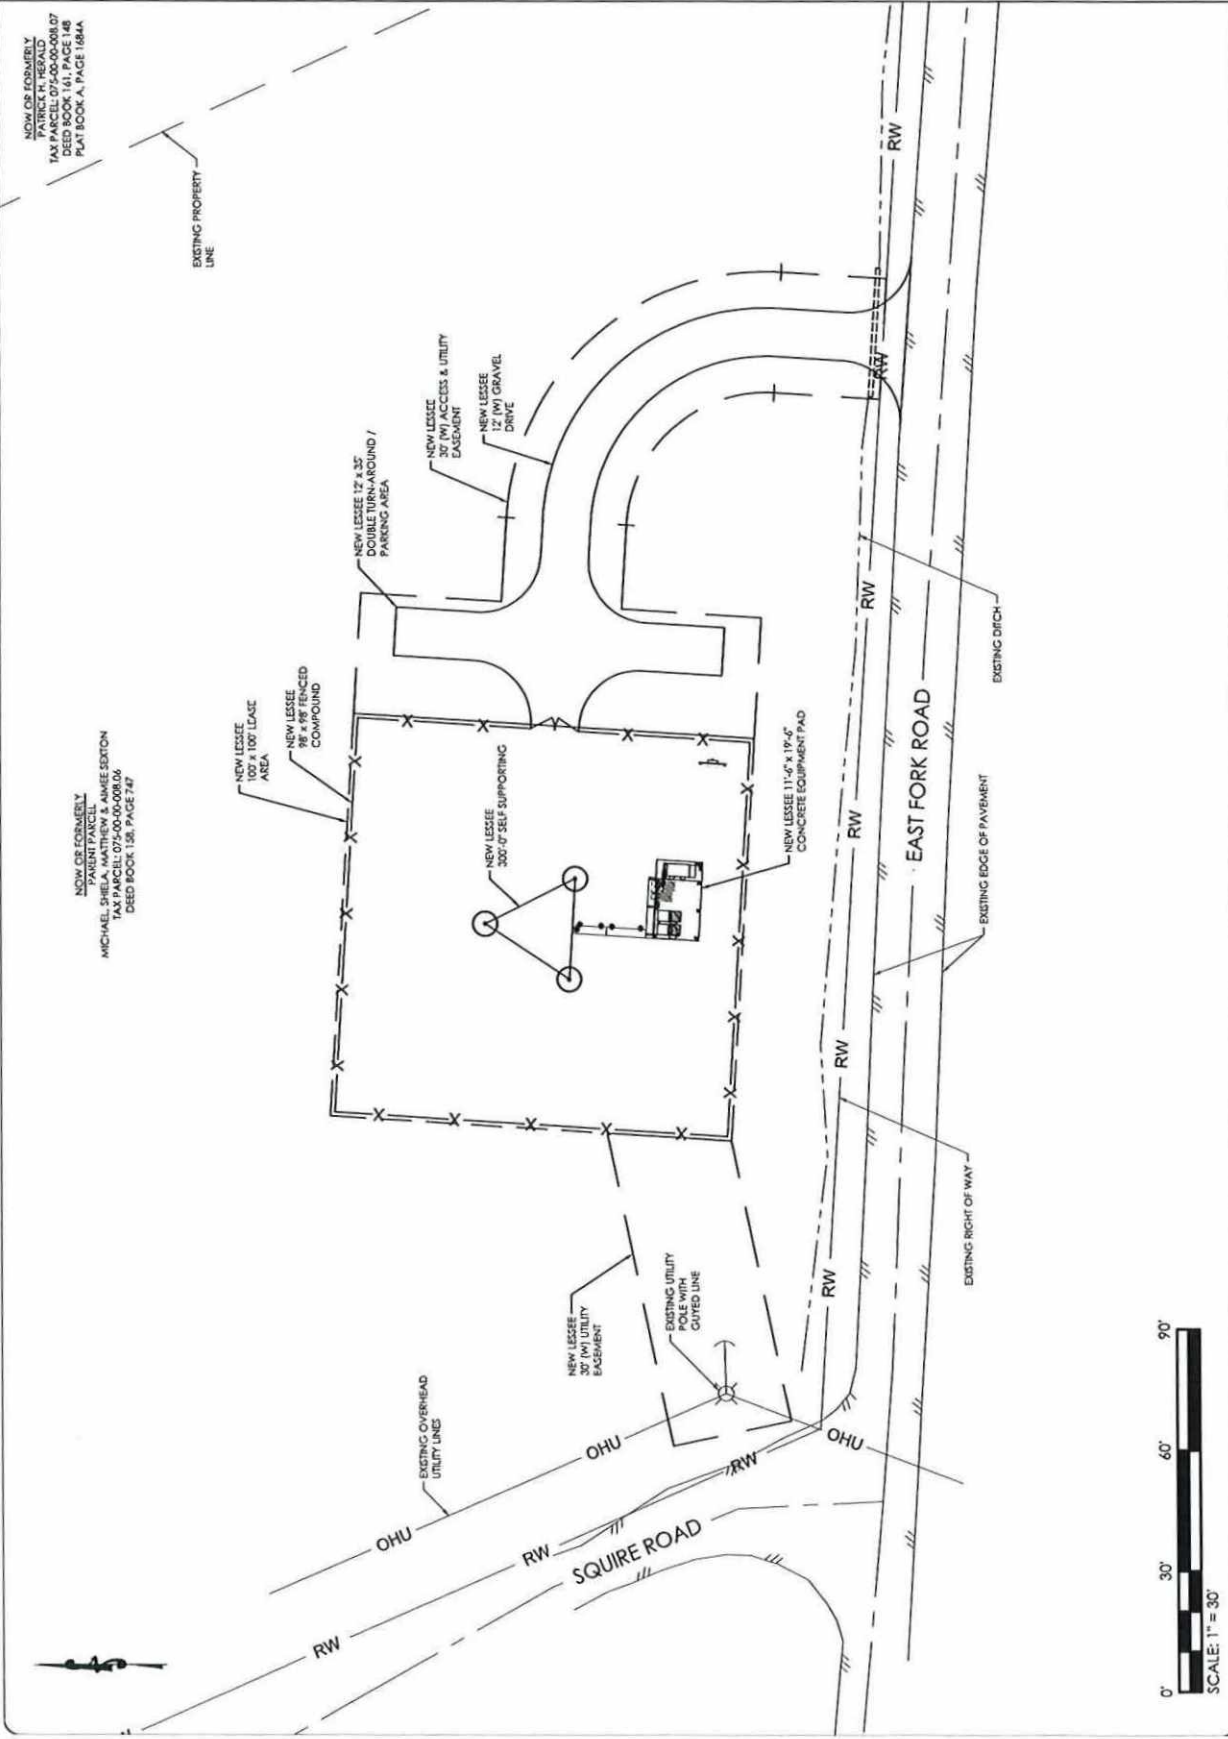 NOW OR FORMERLY
PATRICK H. HERALD
TAX PARCEL: 075-00-00-008.07
DEED BOOK 161, PAGE 148
PLAT BOOK A, PAGE 1684A
EXISTING PROPERTY
LINE
NOW OR FORMERLY
PARENT PARCEL
MICHAEL, SHIELA, MATTHEW & AIMEE SEXTON
TAX PARCEL: 075-00-00-008.06
DEED BOOK 158, PAGE 747
NEW LESSEE
100' x 100' LEASE
AREA
NEW LESSEE
98' x 98' FENCED
COMPOUND
NEW LESSEE 12' x 35'
DOUBLE TURN-AROUND /
PARKING AREA
NEW LESSEE
30' (W) ACCESS & UTILITY
EASEMENT
NEW LESSEE
12' (W) GRAVEL
DRIVE
NEW LESSEE
300'-0" SELF SUPPORTING
NEW LESSEE 11'-6" x 19'-6"
CONCRETE EQUIPMENT PAD
EXISTING OVERHEAD
UTILITY LINES
NEW LESSEE
30' (W) UTILITY
EASEMENT
EXISTING UTILITY
POLE WITH
GUYED LINE
OHU
OHU
OHU
RW
RW
RW
SQUIRE ROAD
RW
RW
RW
RW
RW
RW
EAST FORK ROAD
EXISTING RIGHT OF WAY
EXISTING EDGE OF PAVEMENT
EXISTING DITCH
0'
30'
60'
90'
SCALE: 1" = 30'